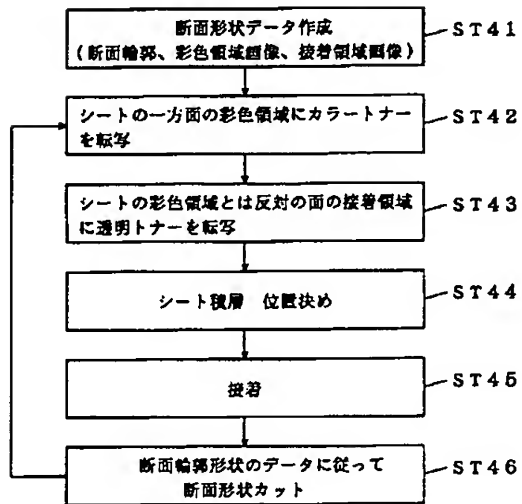 断面形状データ作成
(断面輪郭、彩色領域画像、接着領域画像)
ST41
シートの一方面の彩色領域にカラートナー
を転写
ST42
シートの彩色領域とは反対の面の接着領域
に透明トナーを転写
ST43
シート積層 位置決め
ST44
接着
ST45
断面輪郭形状のデータに従って
断面形状カット
ST46